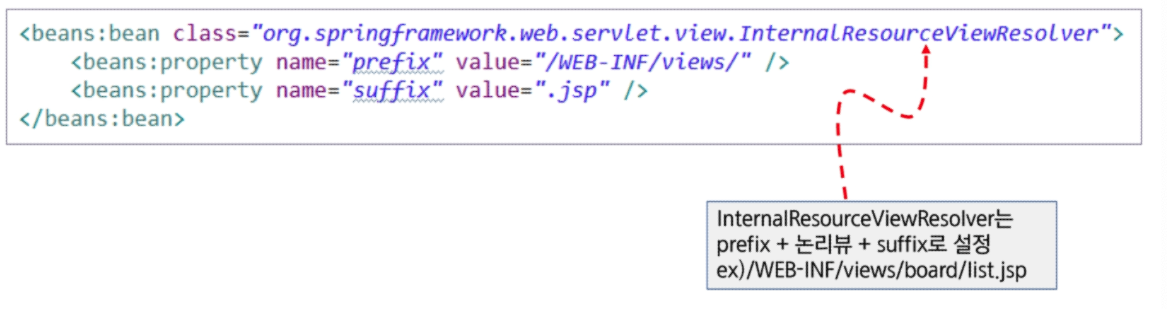 <beans:bean class="org.springframework.web.servlet.view.InternalResourceViewResolver">
<beans:property name="prefix" value="/WEB-INF/views/" />
<beans:property name="suffix" value=".jsp" />
</beans:bean>
InternalResourceViewResolver는
prefix + 논리뷰 + suffix로 설정
ex)/WEB-INF/views/board/list.jsp